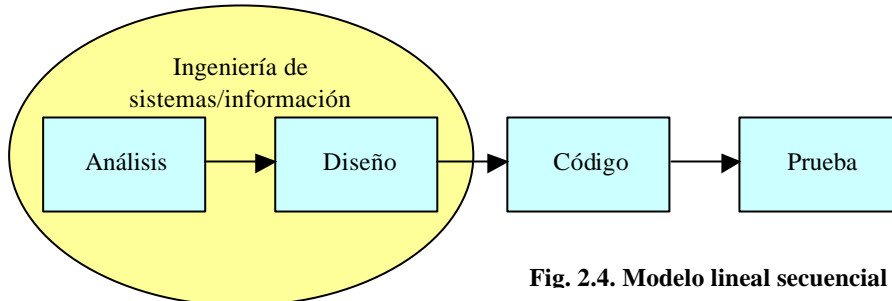 Ingeniería de
sistemas/información
Análisis
Diseño
Código
Prueba
Fig. 2.4. Modelo lineal secuencial